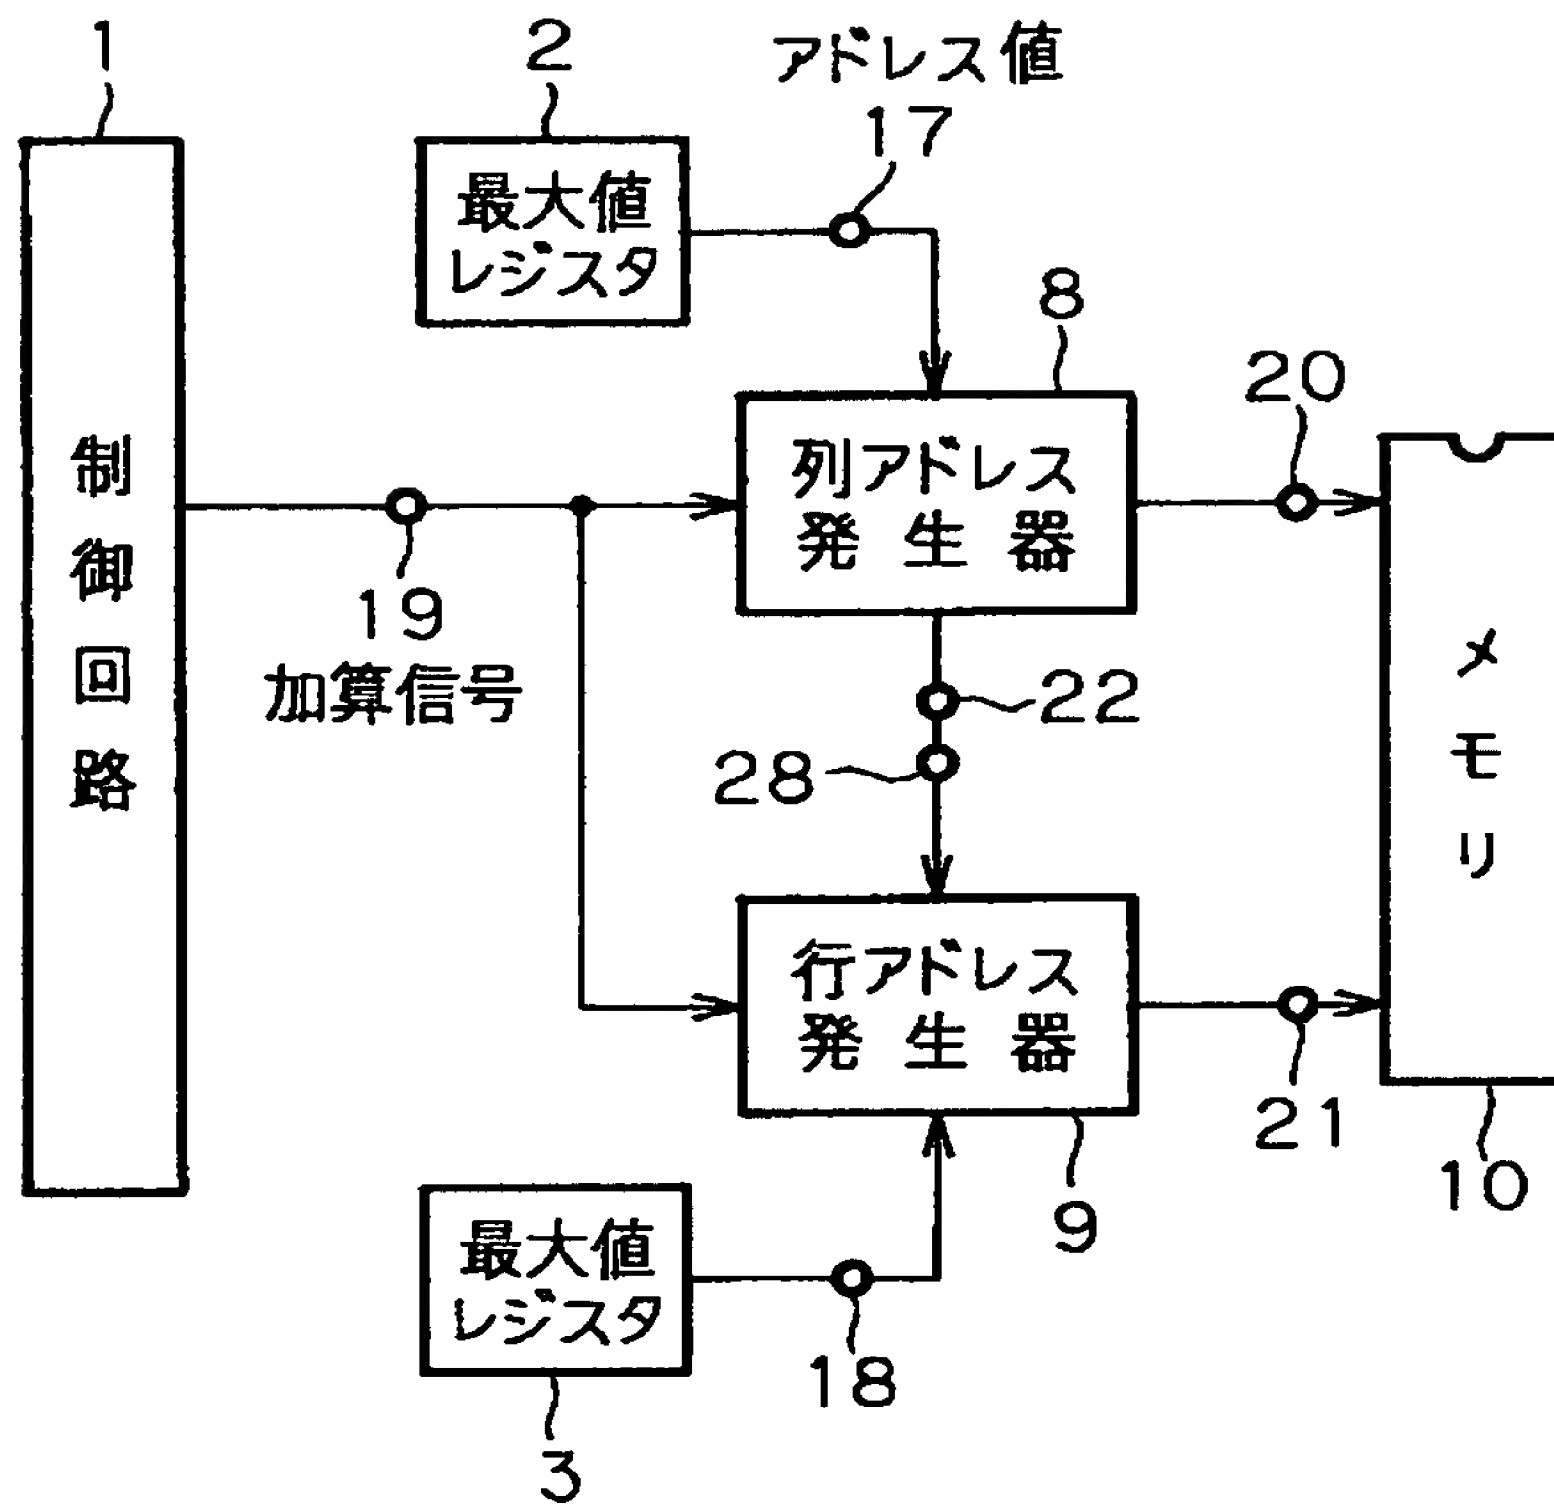 1
2
アドレス値
17
最大値
レジスタ
8
20
制御回路
列アドレス
発生器
メモリ
19
加算信号
22
28
行アドレス
発生器
21
10
9
最大値
レジスタ
18
3